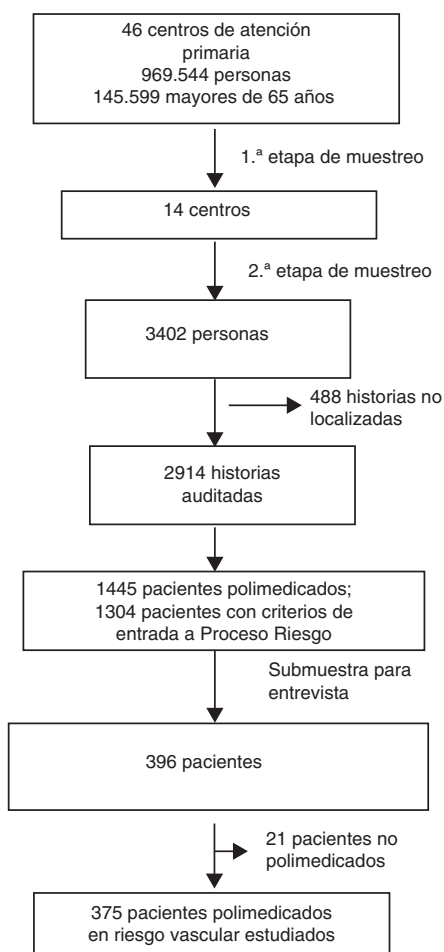 46 centros de atención
primaria
969.544 personas
145.599 mayores de 65 años
1.ª etapa de muestreo
14 centros
2.ª etapa de muestreo
3402 personas
488 historias no
localizadas
2914 historias
auditadas
1445 pacientes polimedicados;
1304 pacientes con criterios de
entrada a Proceso Riesgo
Submuestra para
entrevista
396 pacientes
21 pacientes no
polimedicados
375 pacientes polimedicados
en riesgo vascular estudiados